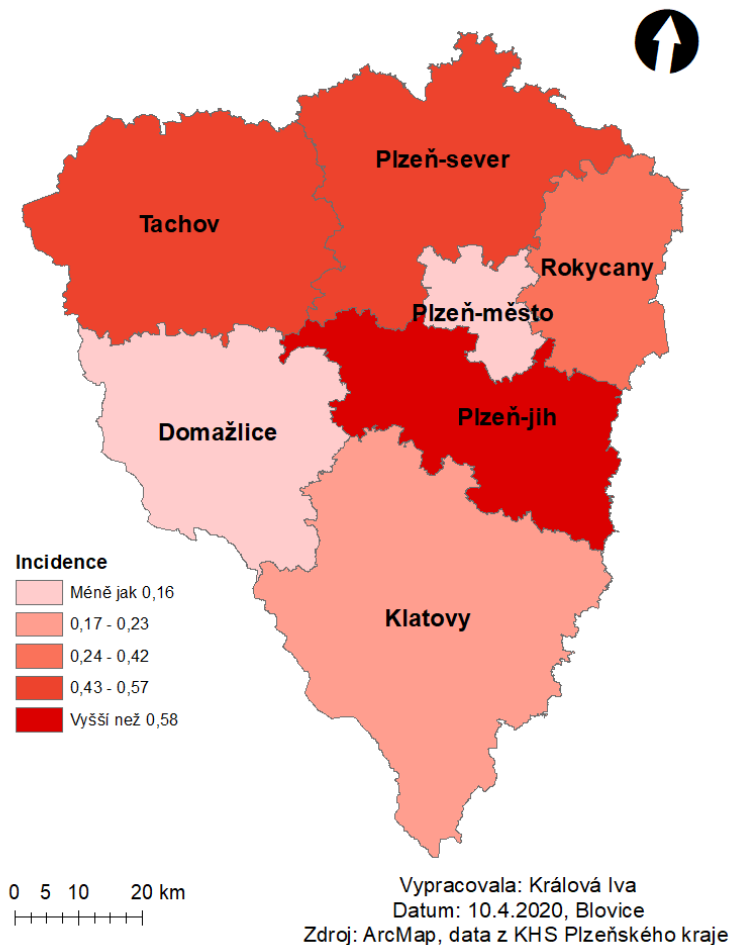 Plzeň-sever
Tachov
Rokycany
Plzeň-město
Plzeň-jih
Domažlice
Klatovy
Incidence
Méně jak 0,16
0,17 - 0,23
0,24 - 0,42
0,43 - 0,57
Vyšší než 0,58
0 5 10 20 km
Vypracovala: Králová Iva
Datum: 10.4.2020, Blovice
Zdroj: ArcMap, data z KHS Plzeňského kraje